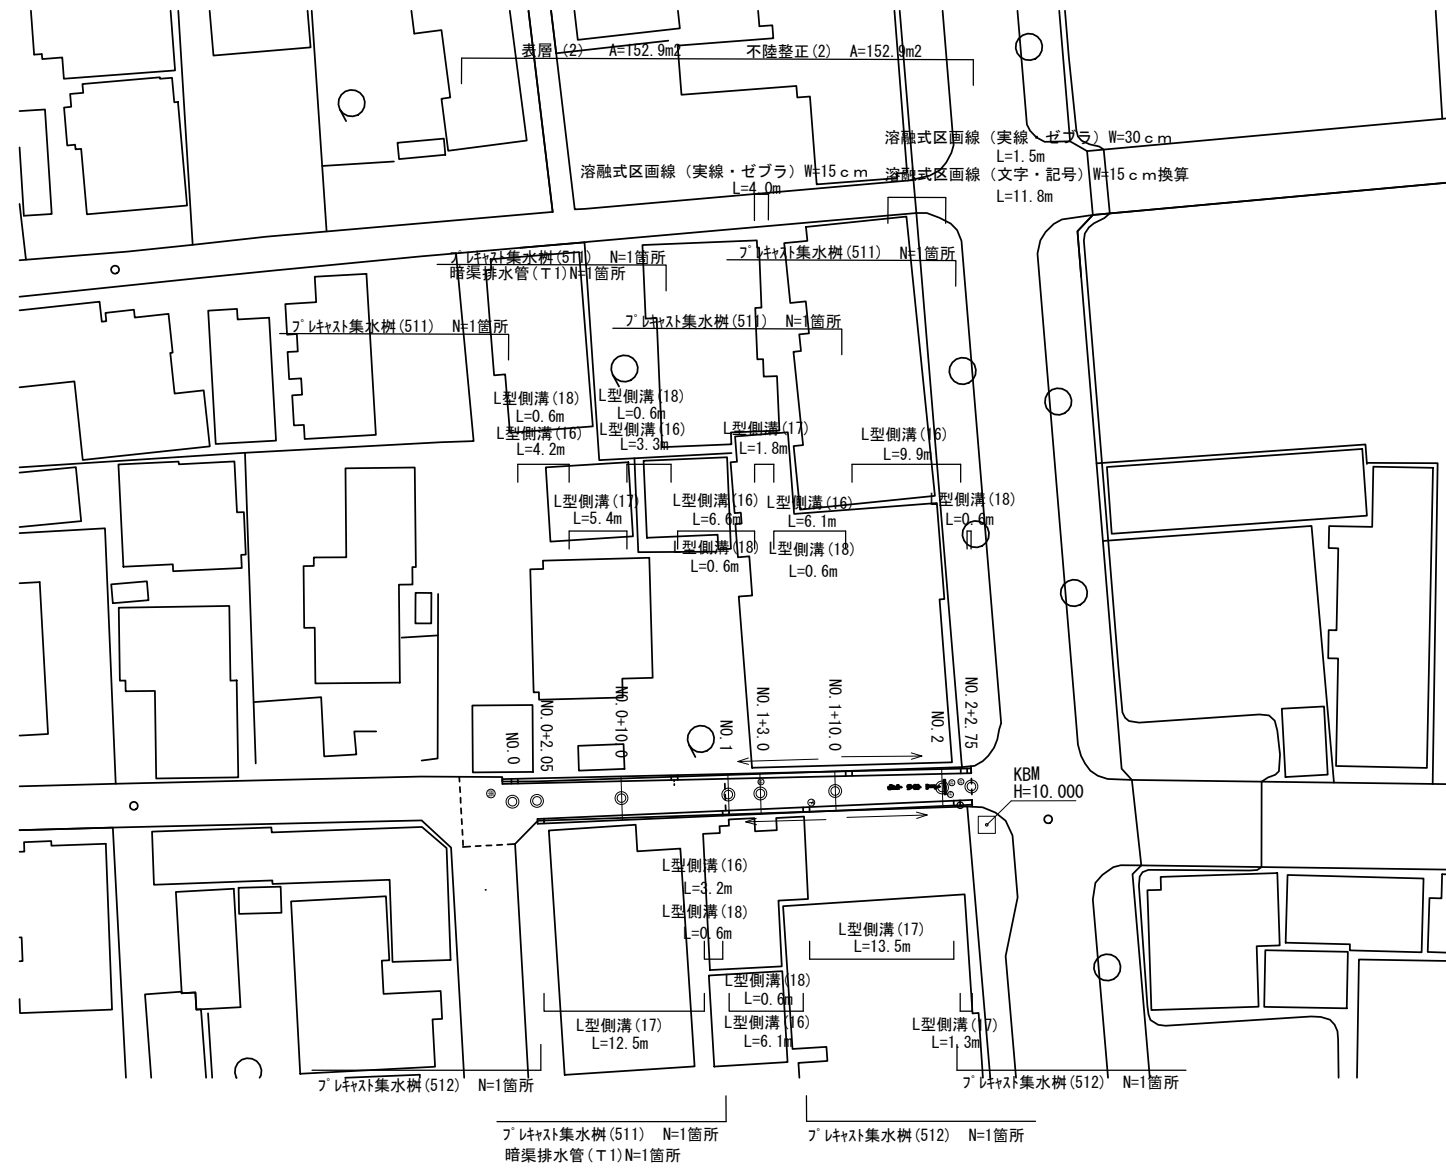 表層 (2) A=152.9m2
不陸整正(2) A=152.9m2
溶融式区画線 (実線・ゼブラ) W=30ｃｍ
L=1.5m
溶融式区画線 (実線・ゼブラ) W=15ｃｍ
L=4.0m
溶融式区画線 (文字・記号) W=15ｃｍ換算
L=11.8m
ﾌﾟﾚｷｬｽﾄ集水桝(511) N=1箇所
暗渠排水管(Ｔ1)N=1箇所
ﾌﾟﾚｷｬｽﾄ集水桝(511) N=1箇所
ﾌﾟﾚｷｬｽﾄ集水桝(511) N=1箇所
ﾌﾟﾚｷｬｽﾄ集水桝(511) N=1箇所
L型側溝(18)
L=0.6m
L型側溝(16)
L=4.2m
L型側溝(18)
L=0.6m
L型側溝(16)
L=3.3m
L型側溝(17)
L=1.8m
L型側溝(16)
L=9.9m
L型側溝(17)
L=5.4m
L型側溝(16)
L=6.6m
L型側溝(16)
L=6.1m
L型側溝(18)
L=0.6m
L型側溝(18)
L=0.6m
L型側溝(18)
L=0.6m
NO.0
NO.0+2.05
NO.0+10.0
NO.1
NO.1+3.0
NO.1+10.0
NO.2
NO.2+2.75
KBM
H=10.000
L型側溝(16)
L=3.2m
L型側溝(18)
L=0.6m
L型側溝(17)
L=13.5m
L型側溝(18)
L=0.6m
L型側溝(17)
L=12.5m
L型側溝(16)
L=6.1m
L型側溝(17)
L=1.3m
ﾌﾟﾚｷｬｽﾄ集水桝(512) N=1箇所
ﾌﾟﾚｷｬｽﾄ集水桝(512) N=1箇所
ﾌﾟﾚｷｬｽﾄ集水桝(511) N=1箇所
暗渠排水管(Ｔ1)N=1箇所
ﾌﾟﾚｷｬｽﾄ集水桝(512) N=1箇所